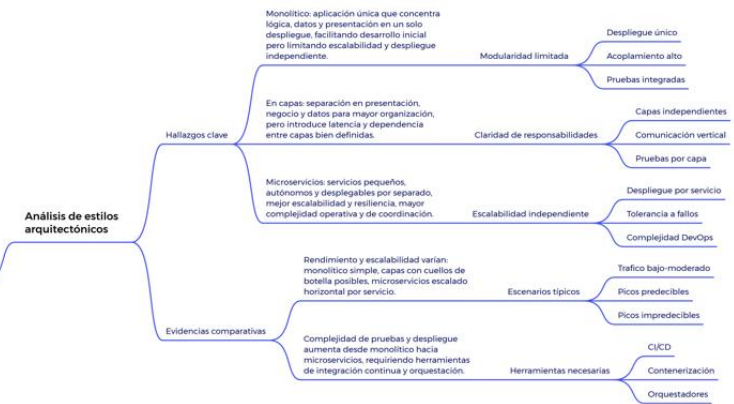 Análisis de estilos
arquitectónicos
Hallazgos clave
Monolítico: aplicación única que concentra
lógica, datos y presentación en un solo
despliegue, facilitando desarrollo inicial
pero limitando escalabilidad y despliegue
independiente.
Modularidad limitada
Despliegue único
Acoplamiento alto
Pruebas integradas
En capas: separación en presentación,
negocio y datos para mayor organización,
pero introduce latencia y dependencia
entre capas bien definidas.
Claridad de responsabilidades
Capas independientes
Comunicación vertical
Pruebas por capa
Microservicios: servicios pequeños,
autónomos y desplegables por separado,
mejor escalabilidad y resiliencia, mayor
complejidad operativa y de coordinación.
Escalabilidad independiente
Despliegue por servicio
Tolerancia a fallos
Complejidad DevOps
Evidencias comparativas
Rendimiento y escalabilidad varían:
monolítico simple, capas con cuellos de
botella posibles, microservicios escalado
horizontal por servicio.
Escenarios típicos
Trafico bajo-moderado
Picos predecibles
Picos impredecibles
Complejidad de pruebas y despliegue
aumenta desde monolítico hacia
microservicios, requiriendo herramientas
de integración continua y orquestación.
Herramientas necesarias
CI/CD
Contenerización
Orquestadores